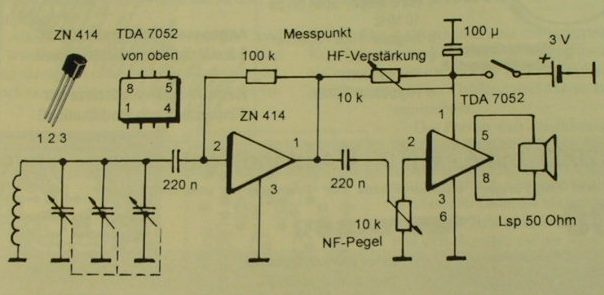 ZN 414
TDA 7052
von oben
8 5
1 4
1 2 3
Messpunkt
100 k
HF-Verstärkung
10 k
100 µ
3 V
+
TDA 7052
ZN 414
2
1
3
220 n
220 n
10 k
NF-Pegel
2
1
5
8
3
6
Lsp 50 Ohm